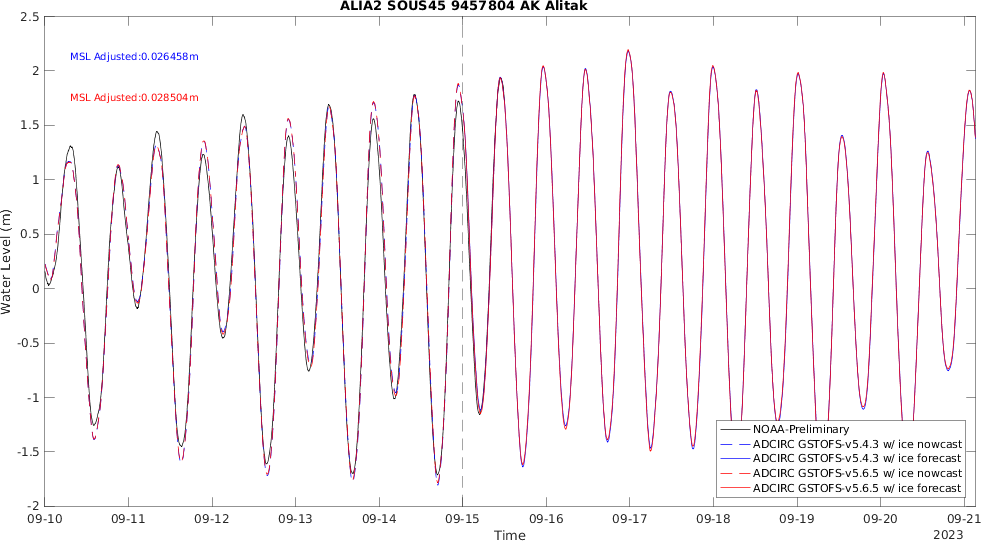 ALIA2 SOUS45 9457804 AK Alitak
2.5
2
1.5
1
0.5
0
-0.5
-1
-1.5
-2
Water Level (m)
MSL Adjusted:0.026458m
MSL Adjusted:0.028504m
NOAA-Preliminary
ADCIRC GSTOFS-v5.4.3 w/ ice nowcast
ADCIRC GSTOFS-v5.4.3 w/ ice forecast
ADCIRC GSTOFS-v5.6.5 w/ ice nowcast
ADCIRC GSTOFS-v5.6.5 w/ ice forecast
09-10 09-11 09-12 09-13 09-14 09-15 09-16 09-17 09-18 09-19 09-20 09-21
Time
2023